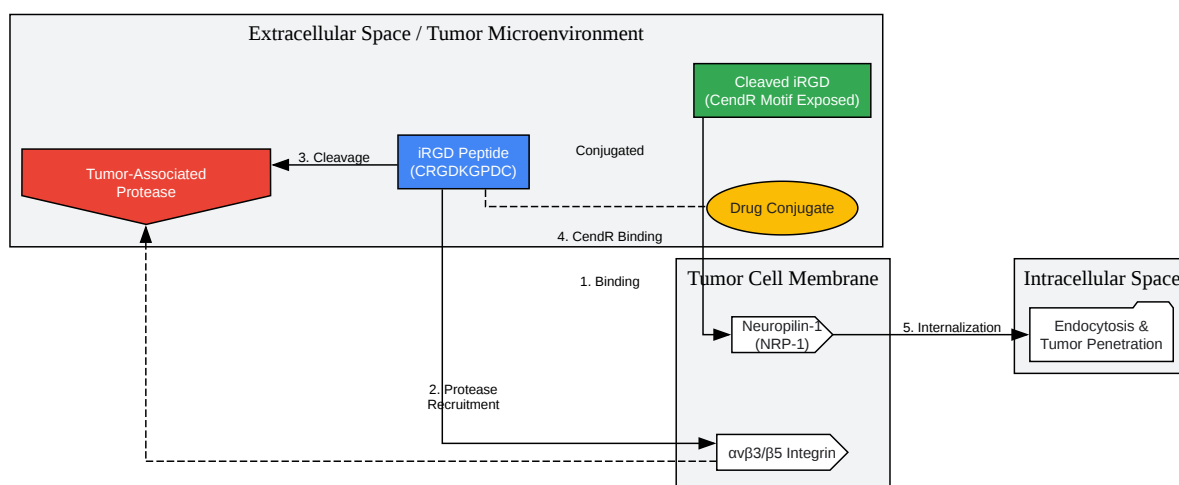 Extracellular Space / Tumor Microenvironment
Cleaved iRGD
(CendR Motif Exposed)
iRGD Peptide
(CRGDKGPDC)
Conjugated
3. Cleavage
Tumor-Associated
Protease
Drug Conjugate
4. CendR Binding
1. Binding
Tumor Cell Membrane
Intracellular Space
Neuropilin-1
(NRP-1)
5. Internalization
Endocytosis &
Tumor Penetration
2. Protease
Recruitment
αvβ3/β5 Integrin